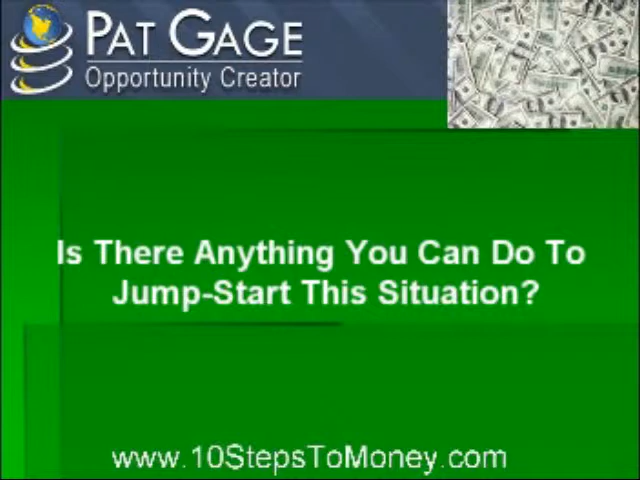 PAT GAGE
Opportunity Creator
Is There Anything You Can Do To
Jump-Start This Situation?
www.10StepsToMoney.com